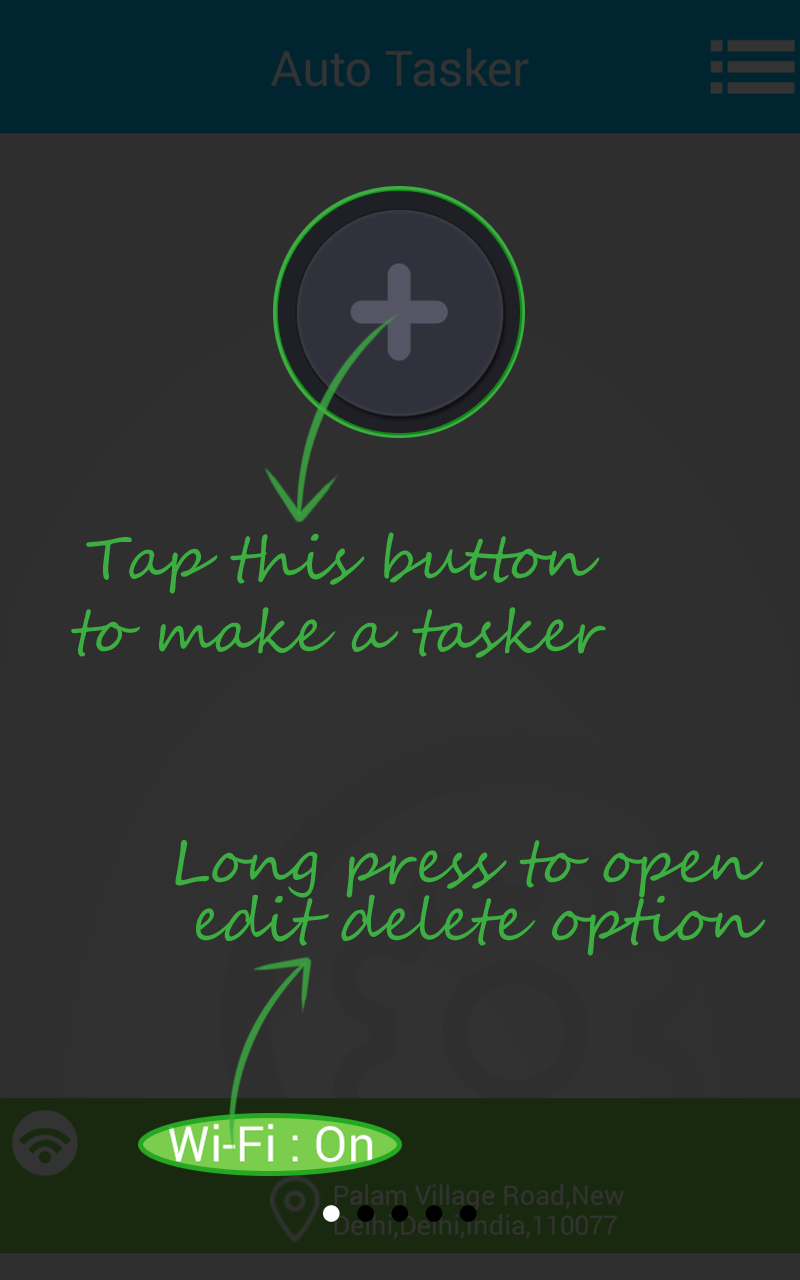 Auto Tasker
Tap this button
to make a tasker
Long press to open
edit delete option
Wi-Fi : On
Palam Village Road,New
Delhi,Delhi,India,110077